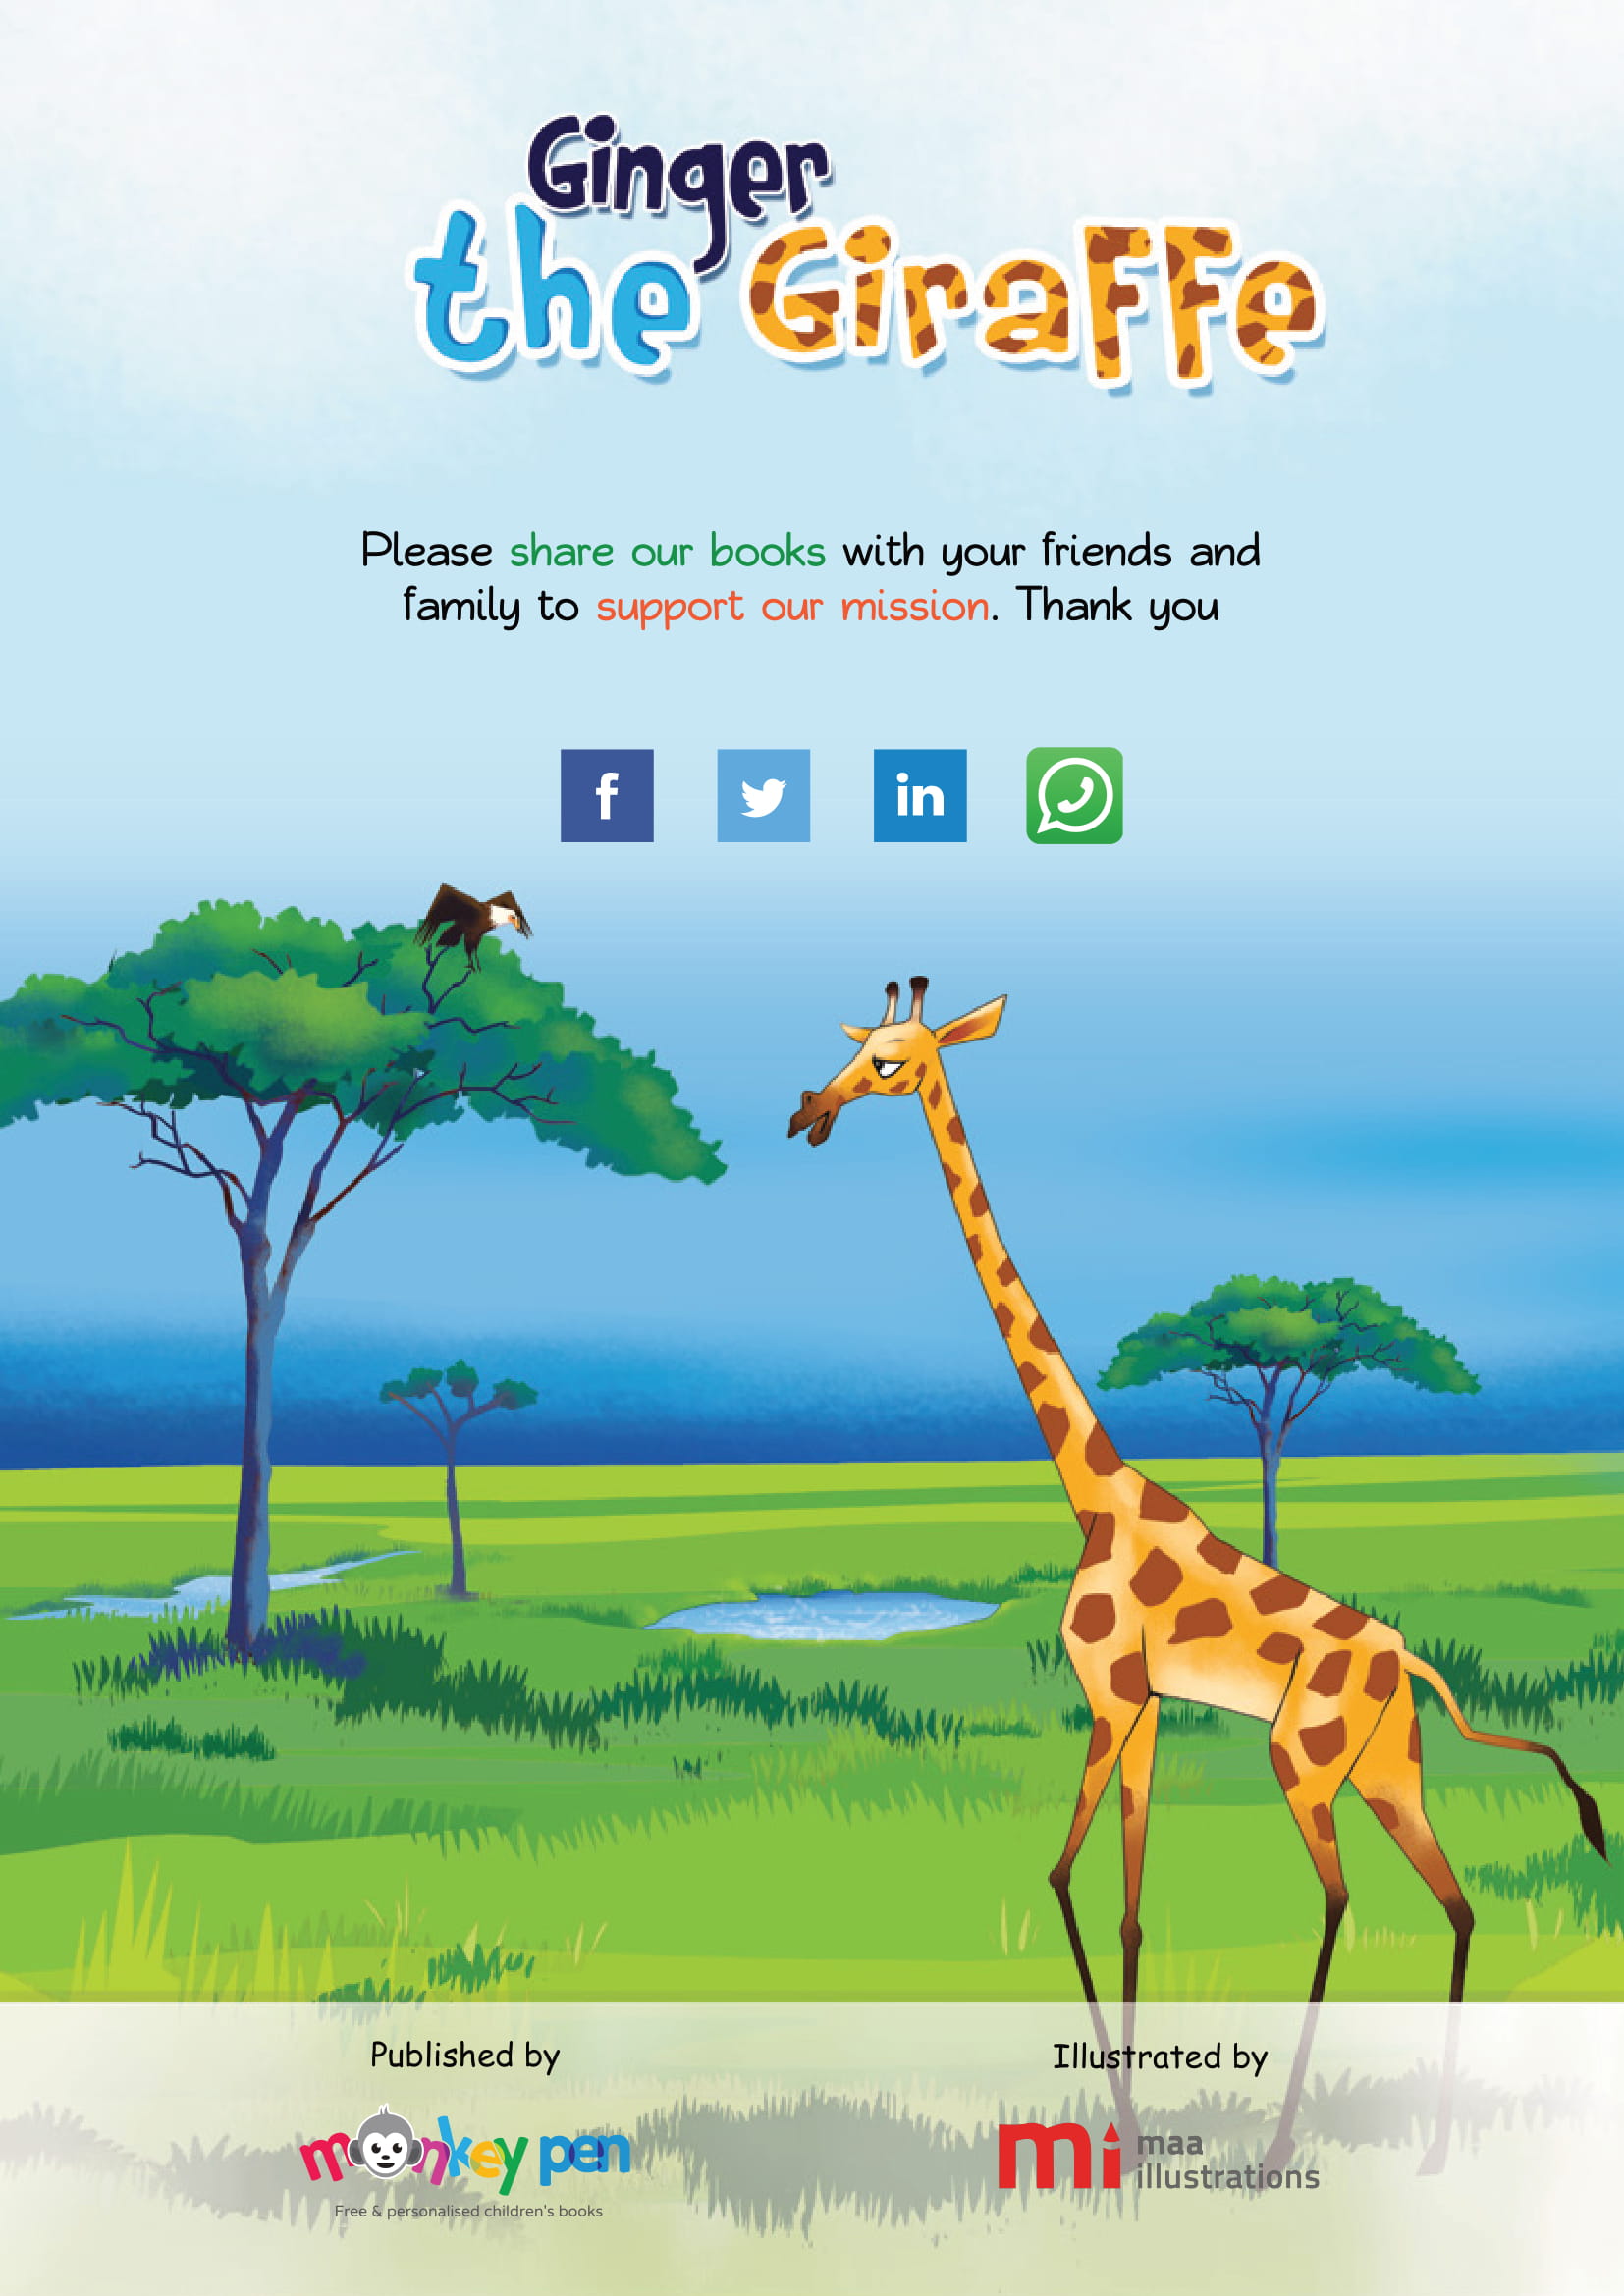 Ginger
the Giraffe
Please share our books with your friends and
family to support our mission. Thank you
f
in
Published by
Illustrated by
monkey pen
Free & personalised children's books
mi maa
illustrations